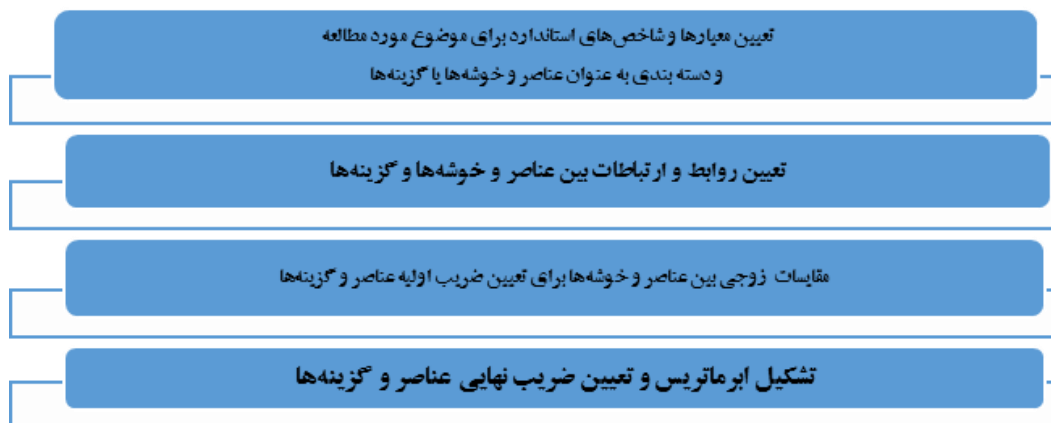 تعیین معیارها و شاخص‌های استاندارد برای موضوع مورد مطالعه
و دسته بندی به عنوان عناصر و خوشه‌ها یا گزینه‌ها
تعیین روابط و ارتباطات بین عناصر و خوشه‌ها و گزینه‌ها
مقایسات زوجی بین عناصر و خوشه‌ها برای تعیین ضریب اولیه عناصر و گزینه‌ها
تشکیل ابرماتریس و تعیین ضریب نهایی عناصر و گزینه‌ها